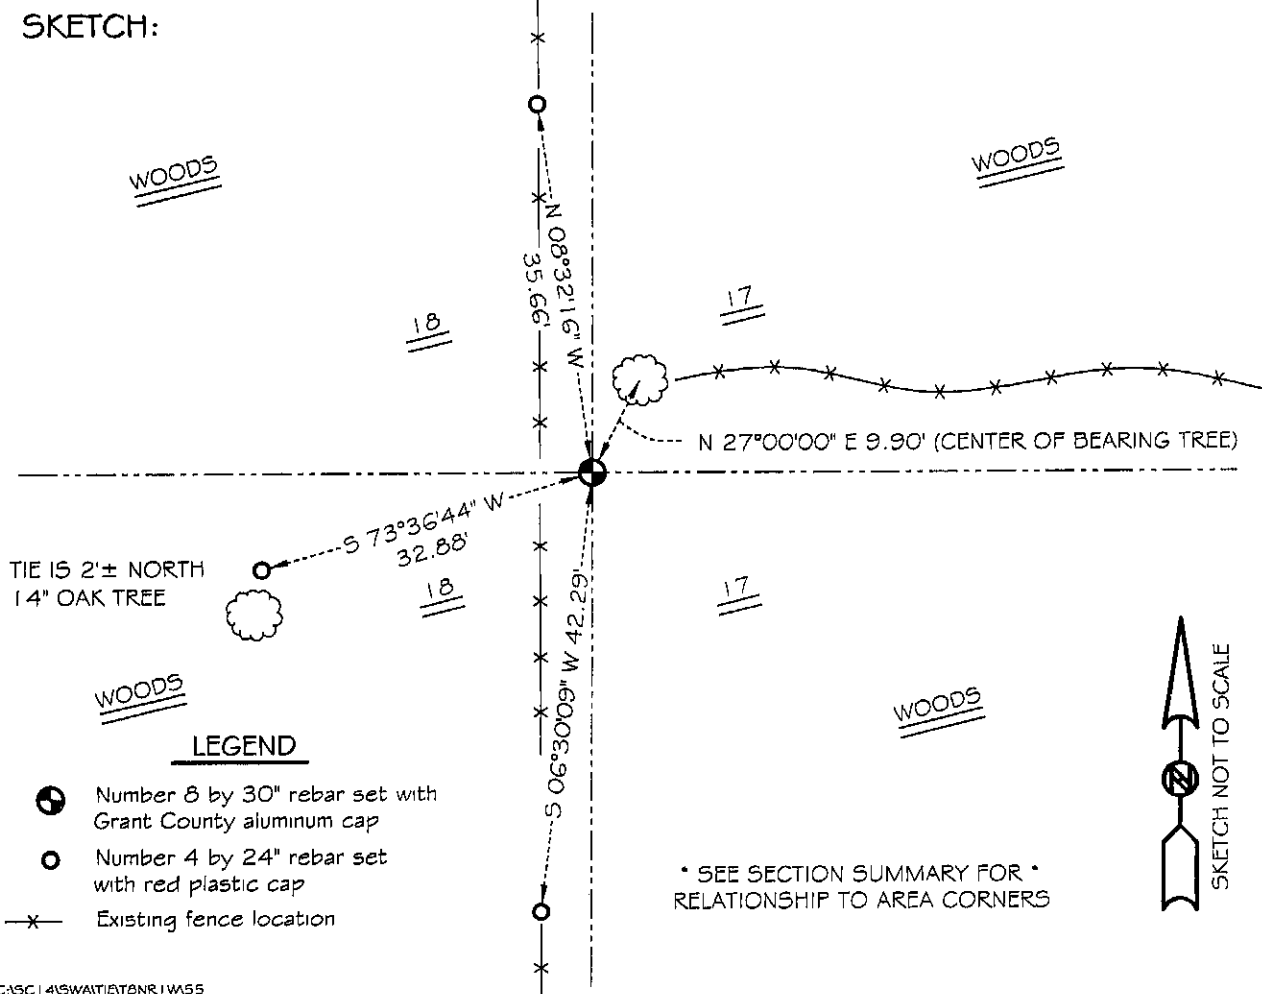 SKETCH:
WOODS
WOODS
N 08°32'16" W
35.66'
18
17
N 27°00'00" E 9.90' (CENTER OF BEARING TREE)
S 73°36'44" W
32.88'
TIE IS 2'± NORTH
14" OAK TREE
18
17
S 06°30'09" W 42.29'
WOODS
WOODS
LEGEND
Number 8 by 30" rebar set with
Grant County aluminum cap
Number 4 by 24" rebar set
with red plastic cap
Existing fence location
N
SKETCH NOT TO SCALE
* SEE SECTION SUMMARY FOR *
RELATIONSHIP TO AREA CORNERS